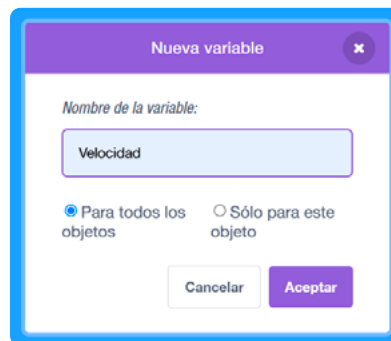 Nueva variable
Nombre de la variable:
Velocidad
Para todos los objetos
Sólo para este objeto
Cancelar
Aceptar